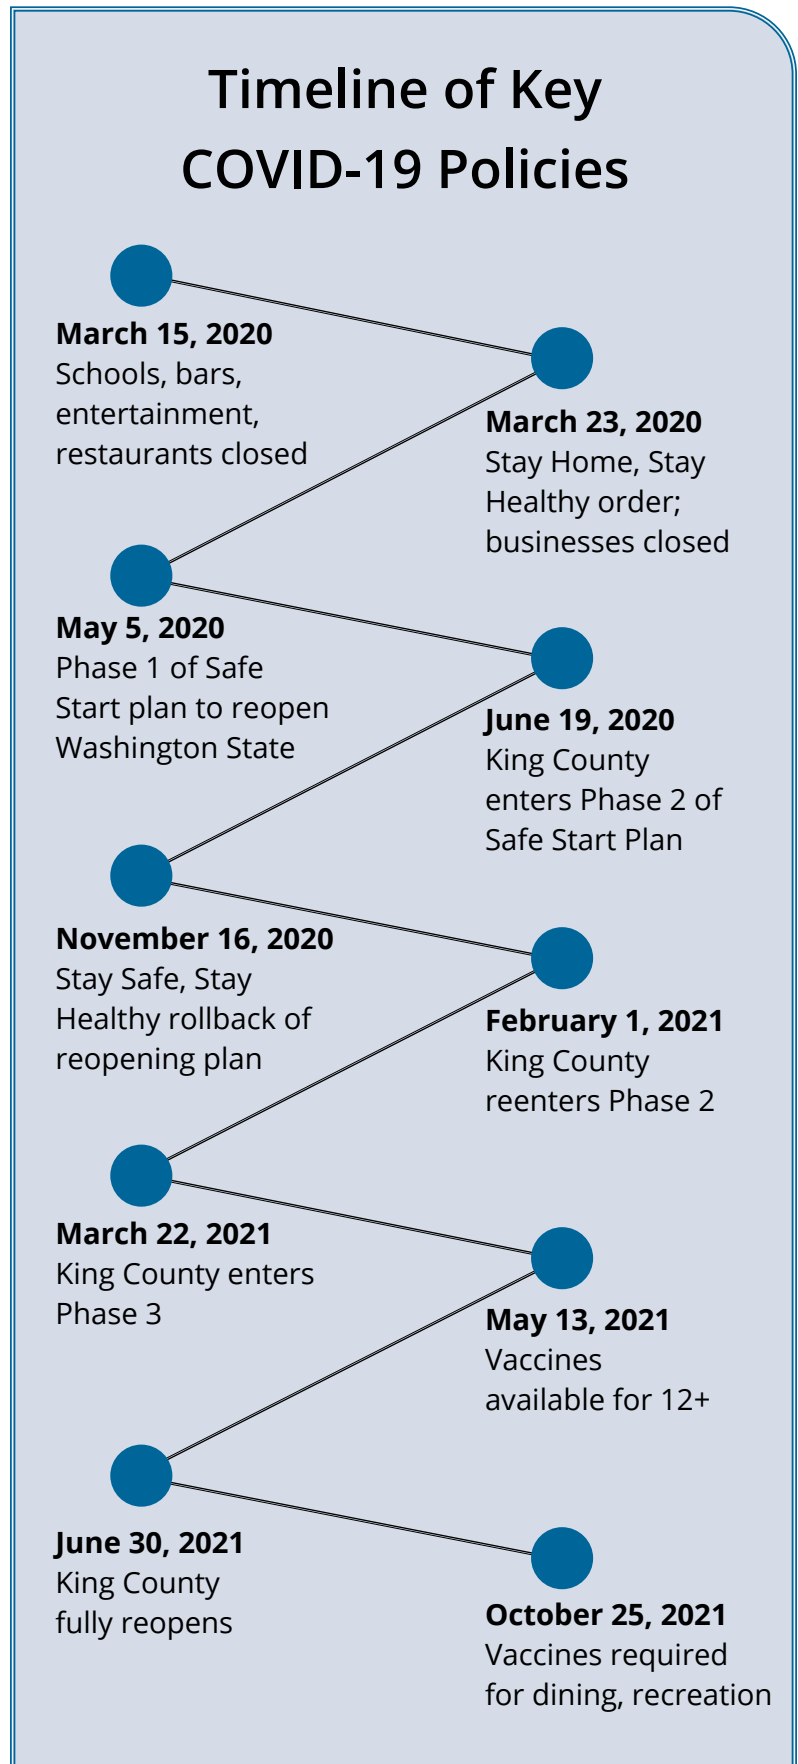 Timeline of Key
COVID-19 Policies
March 15, 2020
Schools, bars,
entertainment,
restaurants closed
March 23, 2020
Stay Home, Stay
Healthy order;
businesses closed
May 5, 2020
Phase 1 of Safe
Start plan to reopen
Washington State
June 19, 2020
King County
enters Phase 2 of
Safe Start Plan
November 16, 2020
Stay Safe, Stay
Healthy rollback of
reopening plan
February 1, 2021
King County
reenters Phase 2
March 22, 2021
King County enters
Phase 3
May 13, 2021
Vaccines
available for 12+
June 30, 2021
King County
fully reopens
October 25, 2021
Vaccines required
for dining, recreation